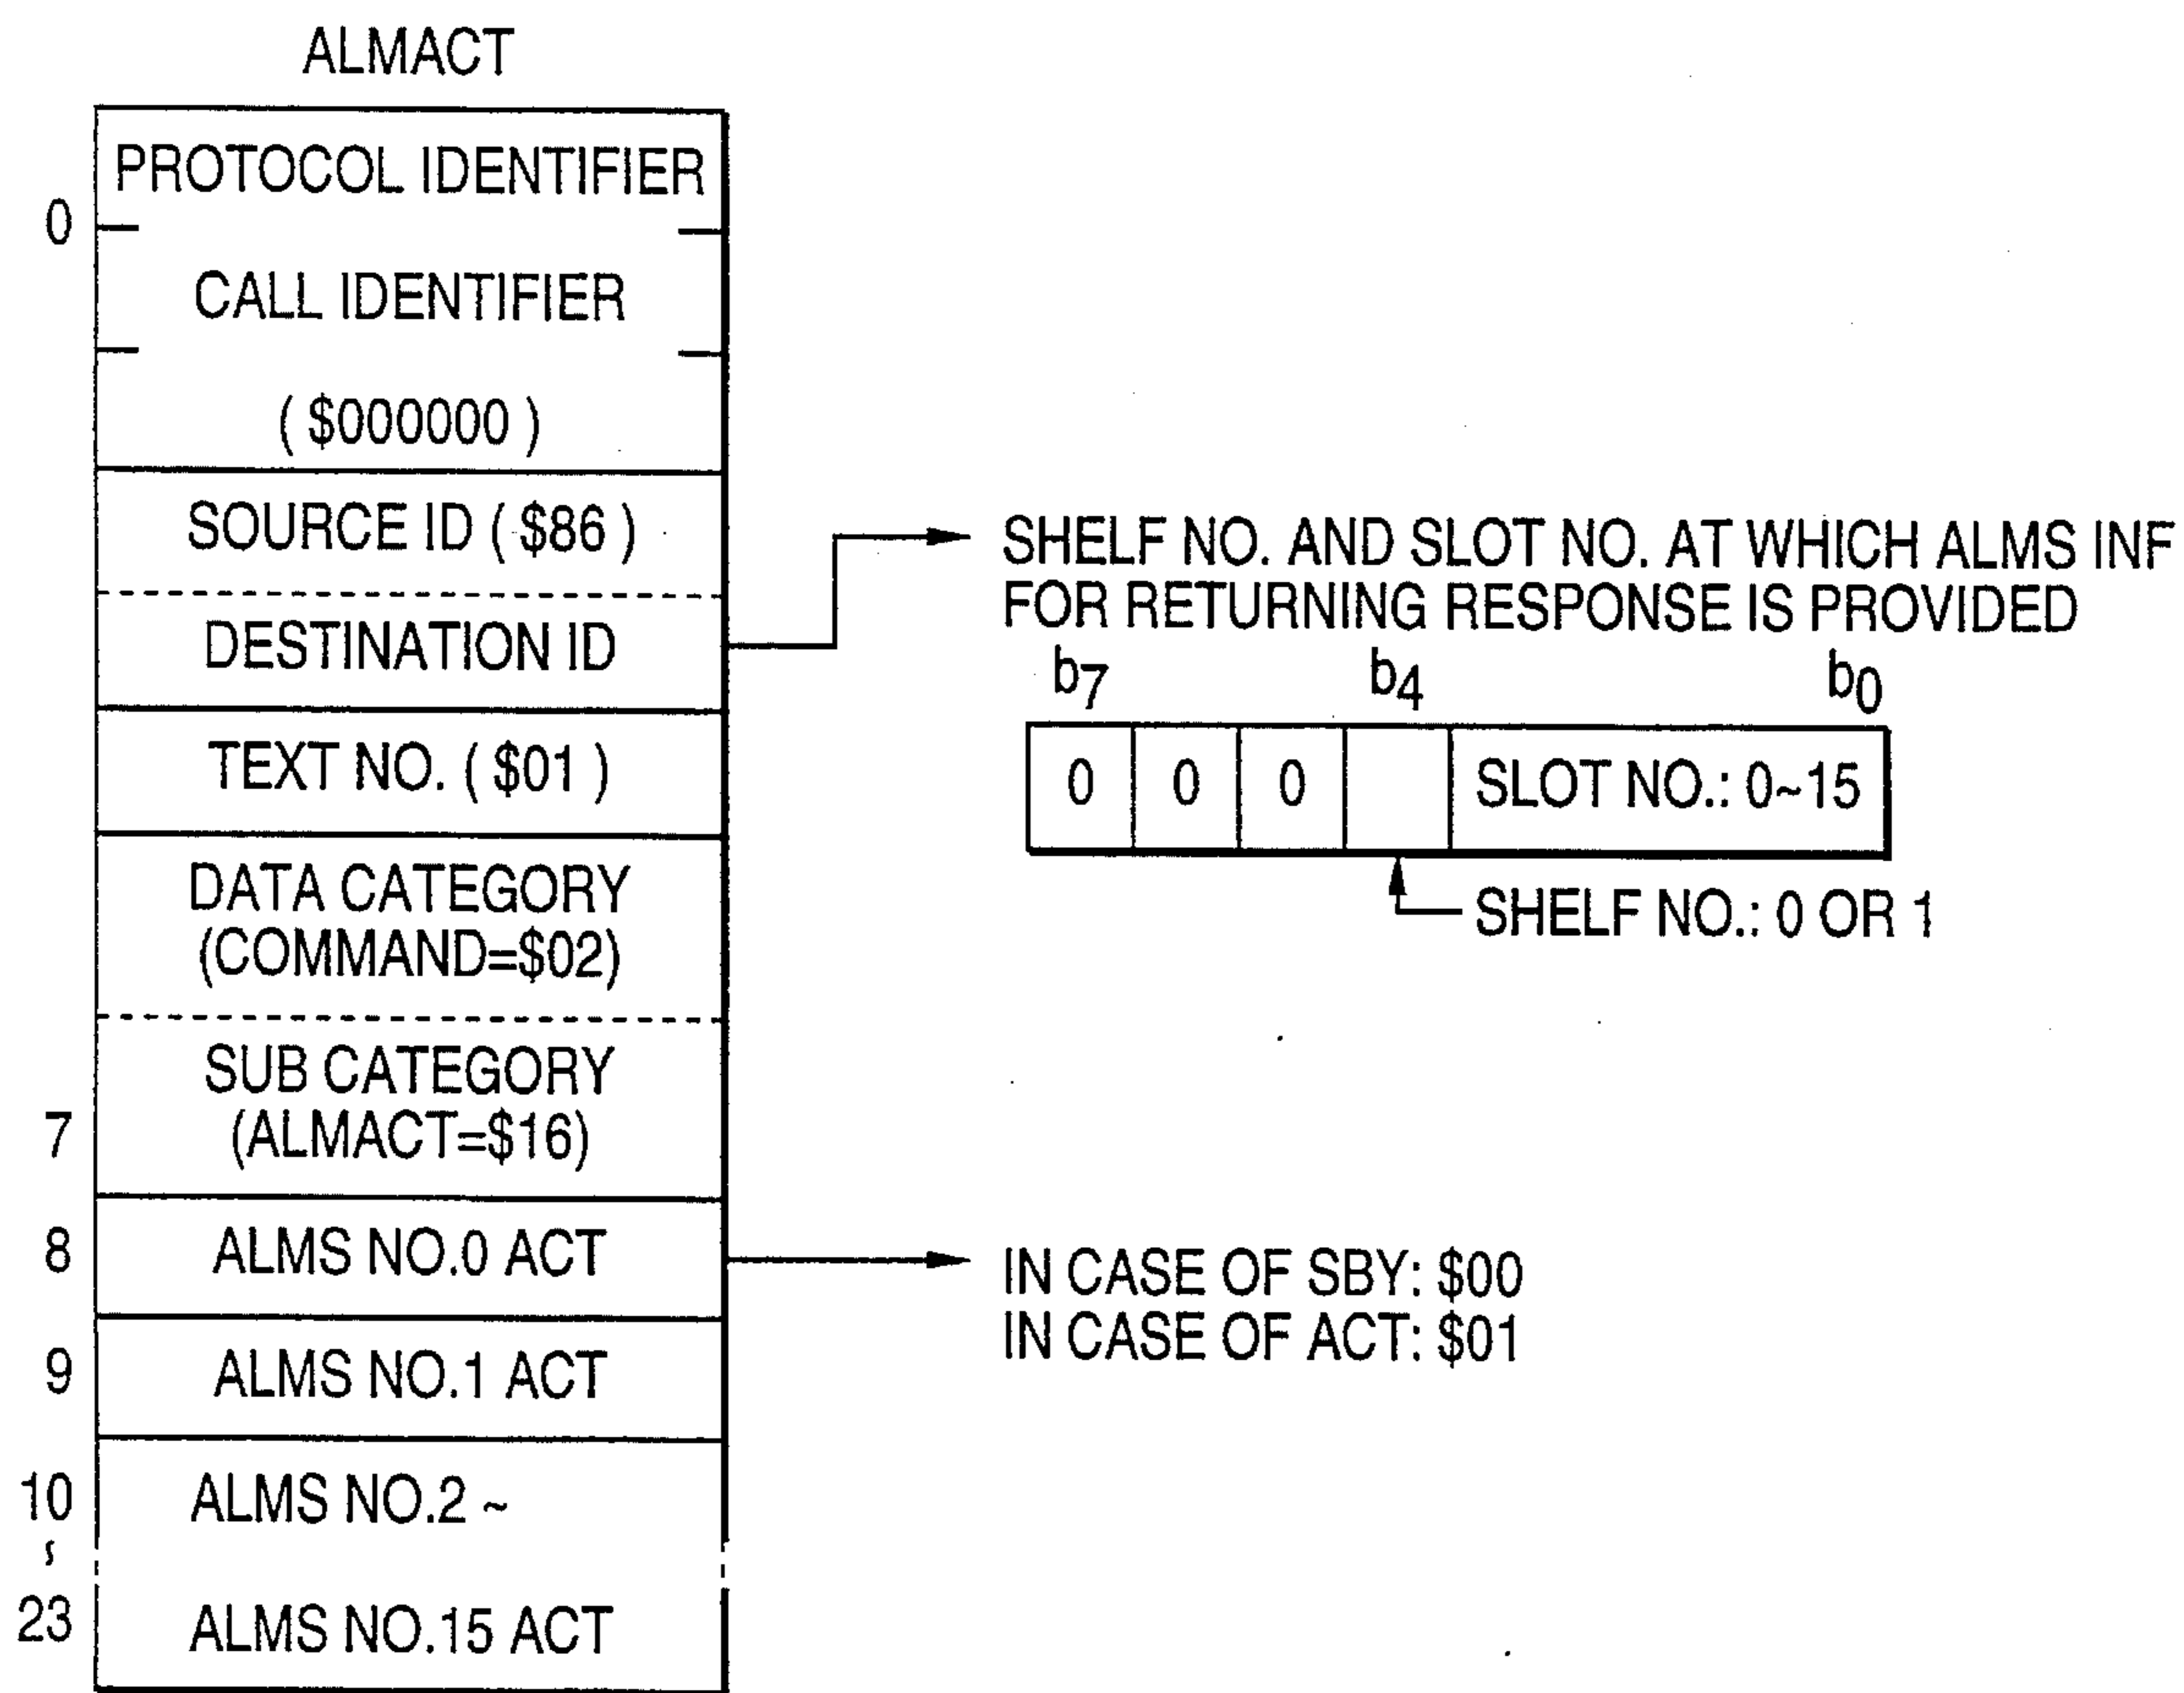 ALMACT
PROTOCOL IDENTIFIER
0
CALL IDENTIFIER
( $000000 )
SOURCE ID ( $86 )
DESTINATION ID
TEXT NO. ( $01 )
DATA CATEGORY
(COMMAND=$02)
SUB CATEGORY
7 (ALMACT=$16)
8 ALMS NO.0 ACT
9 ALMS NO.1 ACT
10 ALMS NO.2 ~
~
23 ALMS NO.15 ACT
SHELF NO. AND SLOT NO. AT WHICH ALMS INF
FOR RETURNING RESPONSE IS PROVIDED
b7 b4 b0
0 0 0 SLOT NO.: 0~15
SHELF NO.: 0 OR 1
IN CASE OF SBY: $00
IN CASE OF ACT: $01